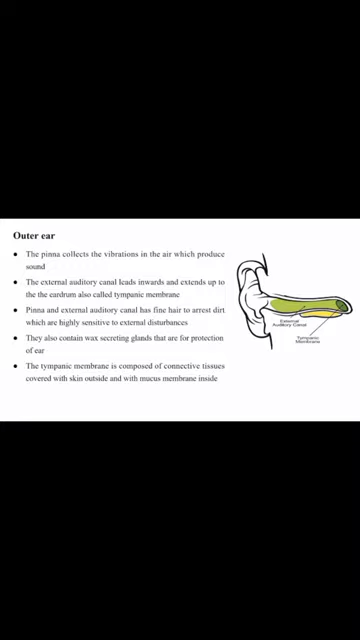 Outer ear
● The pinna collects the vibrations in the air which produce
sound
● The external auditory canal leads inwards and extends up to
the the eardrum also called tympanic membrane
● Pinna and external auditory canal has fine hair to arrest dirt
which are highly sensitive to external disturbances
● They also contain wax secreting glands that are for protection
of ear
● The tympanic membrane is composed of connective tissues
covered with skin outside and with mucus membrane inside
External
Auditory Canal
Tympanic
Membrane